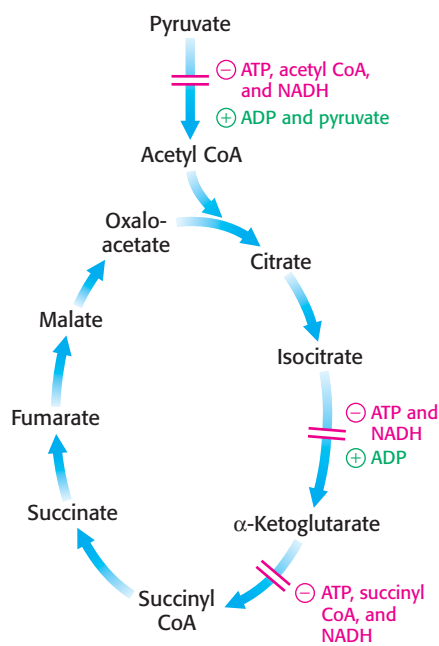 Pyruvate
⊖ ATP, acetyl CoA,
and NADH
⊕ ADP and pyruvate
Acetyl CoA
Oxalo-
acetate
Citrate
Malate
Isocitrate
⊖ ATP and
NADH
⊕ ADP
Fumarate
Succinate
α-Ketoglutarate
⊖ ATP, succinyl
CoA, and
NADH
Succinyl
CoA